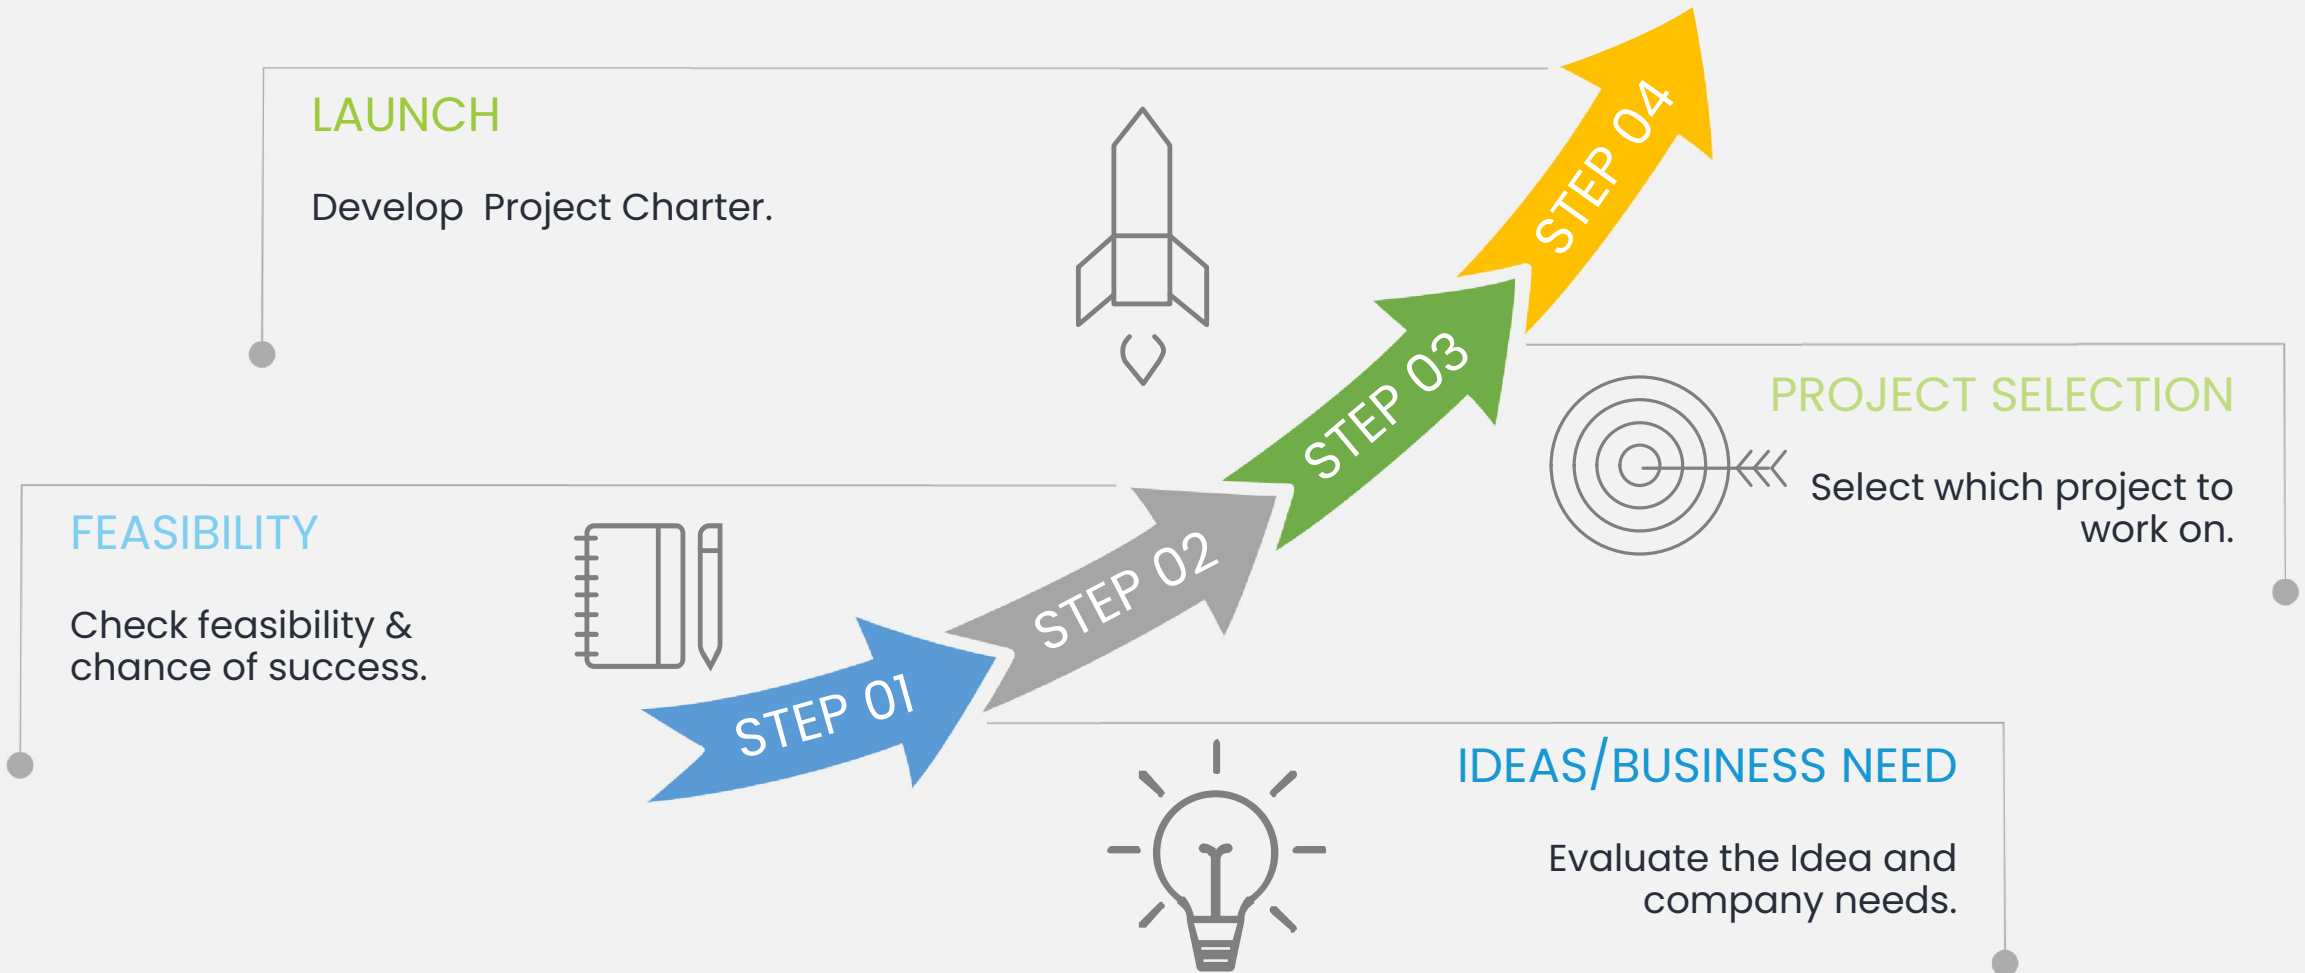 LAUNCH
Develop Project Charter.
STEP 04
STEP 03
PROJECT SELECTION
Select which project to
work on.
FEASIBILITY
Check feasibility &
chance of success.
STEP 02
STEP 01
IDEAS/BUSINESS NEED
Evaluate the Idea and
company needs.